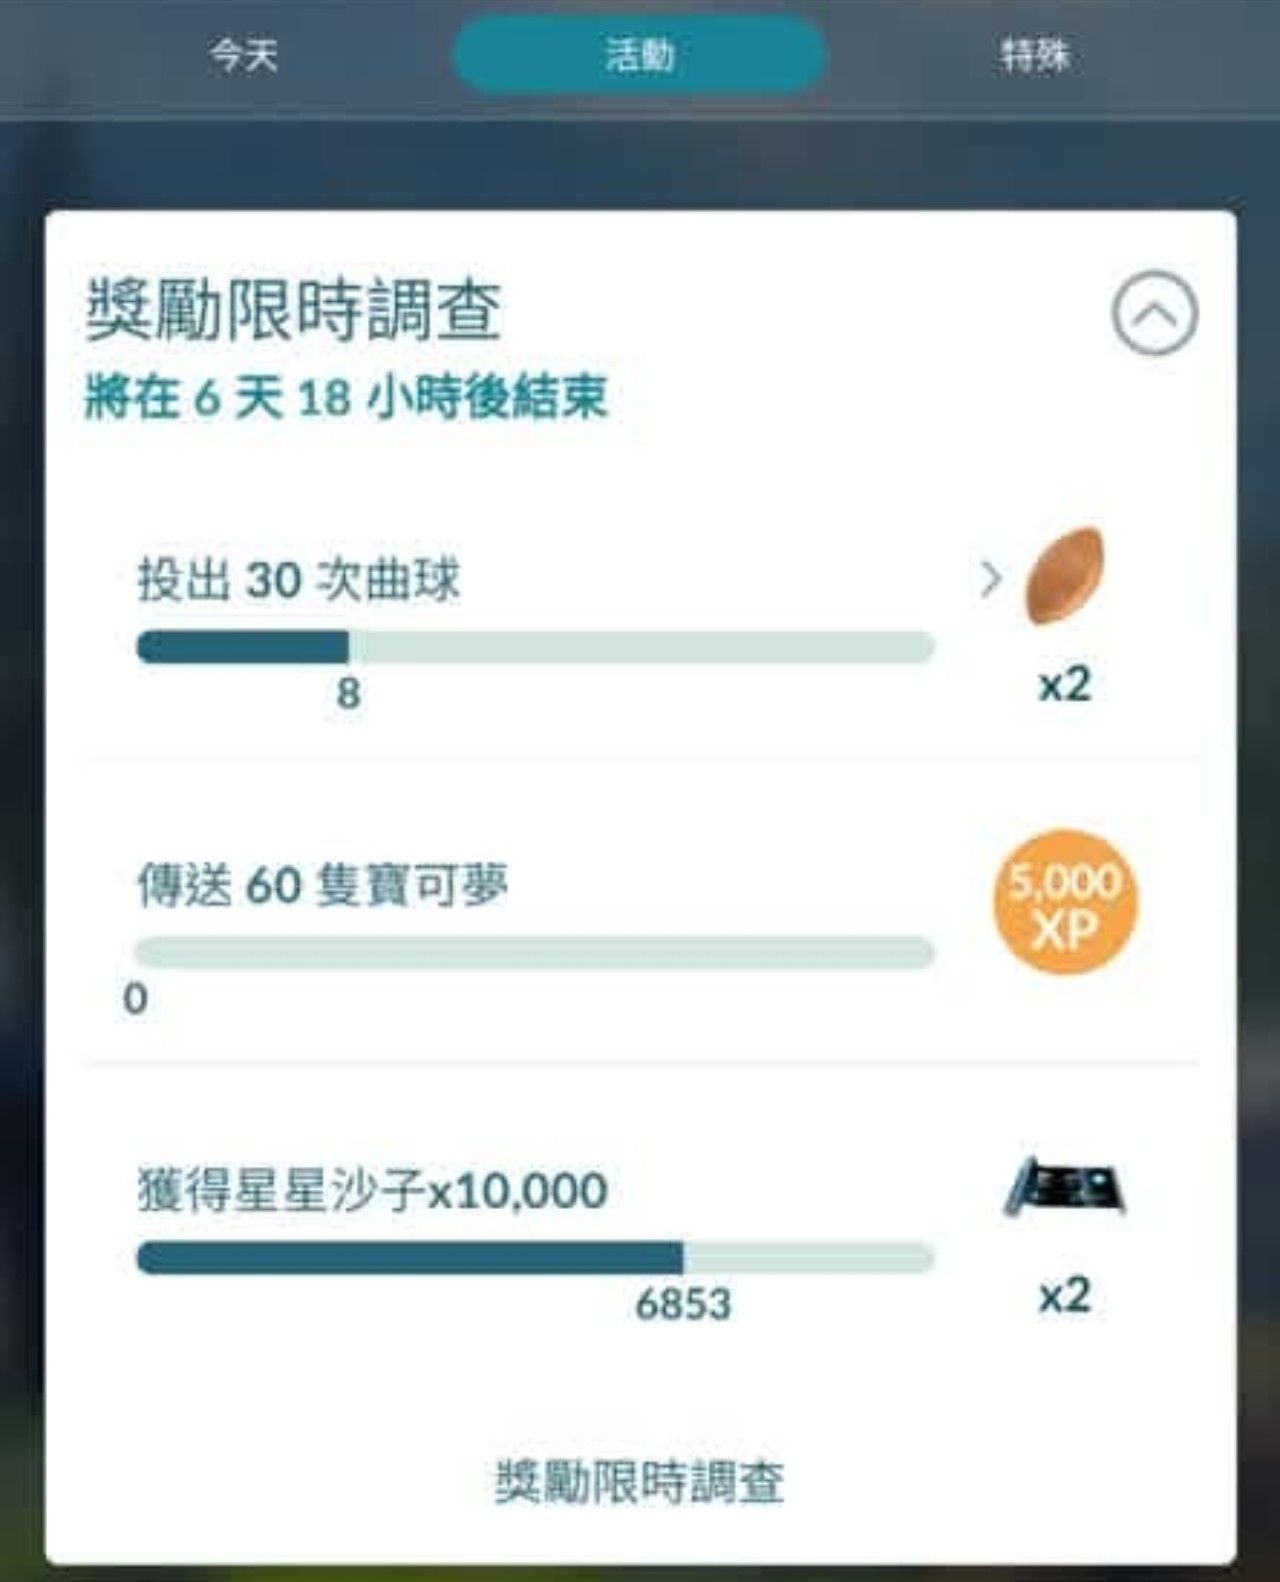 今天
活動
特殊
獎勵限時調查
將在 6 天 18 小時後結束
投出 30 次曲球
8
x2
傳送 60 隻寶可夢
0
5,000
XP
獲得星星沙子x10,000
6853
x2
獎勵限時調查